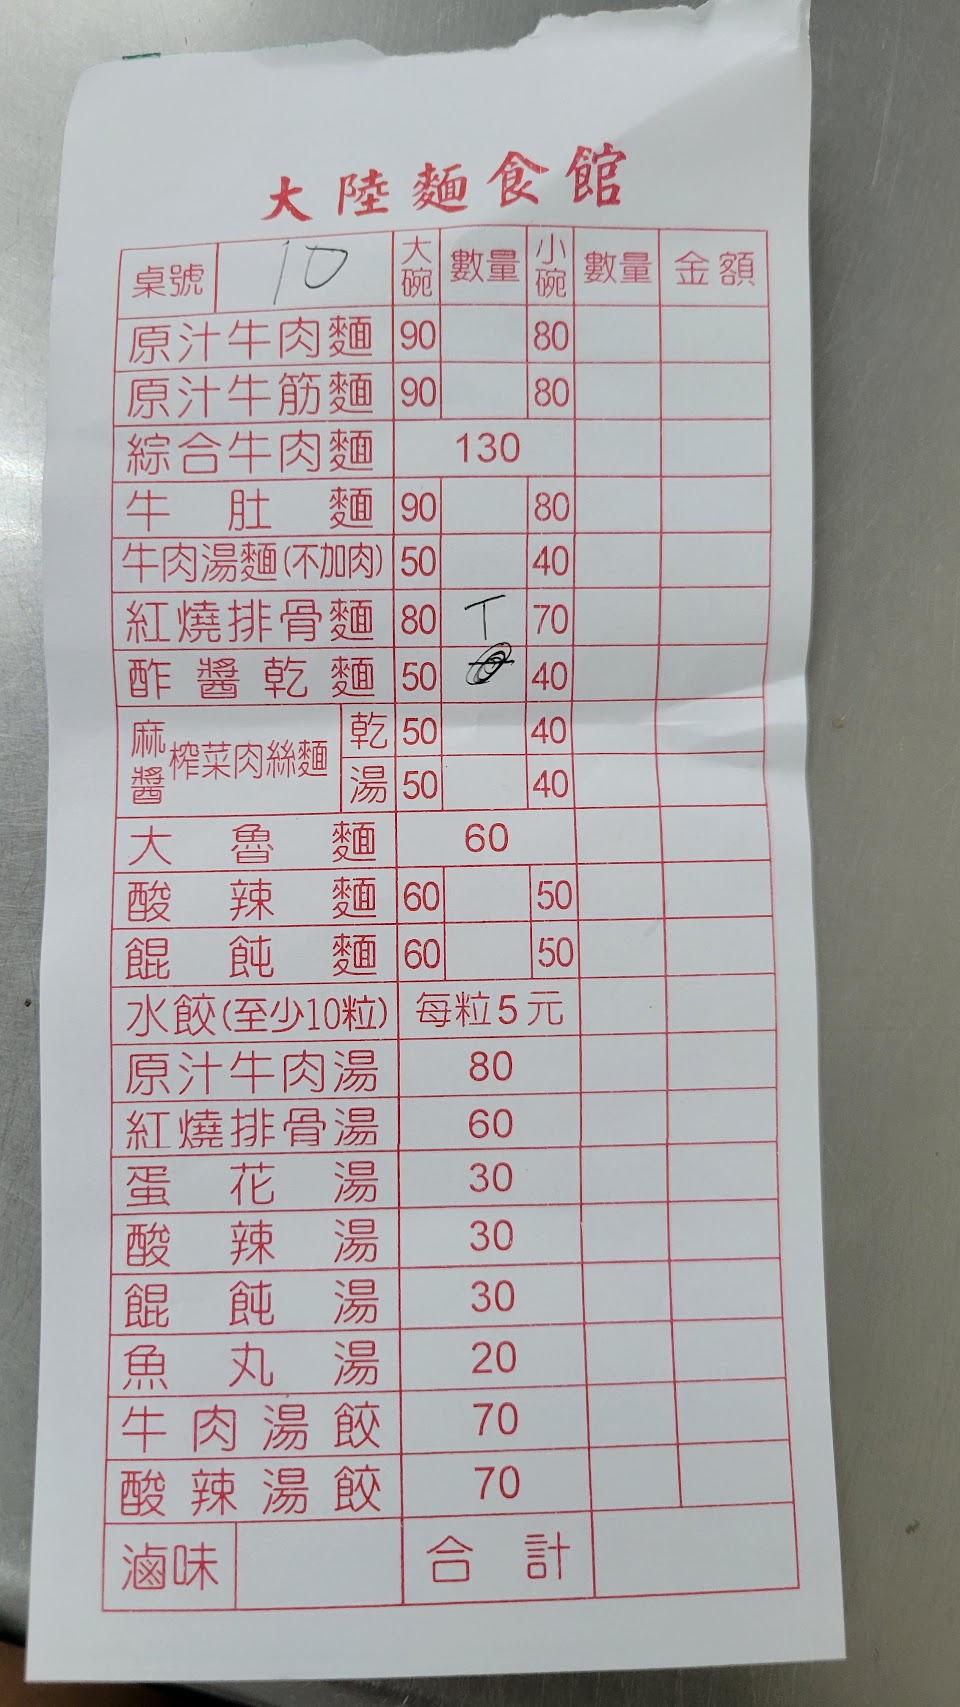 大陸麵食館
桌號 10 大碗 數量 小碗 數量 金額
原汁牛肉麵 90 80
原汁牛筋麵 90 80
綜合牛肉麵 130
牛肚麵 90 80
牛肉湯麵(不加肉) 50 40
紅燒排骨麵 80 T 70
酢醬乾麵 50 40
麻醬 榨菜肉絲麵 乾 50 40
湯 50 40
大魯麵 60
酸辣麵 60 50
餛飩麵 60 50
水餃(至少10粒) 每粒5元
原汁牛肉湯 80
紅燒排骨湯 60
蛋花湯 30
酸辣湯 30
餛飩湯 30
魚丸湯 20
牛肉湯餃 70
酸辣湯餃 70
滷味 合計